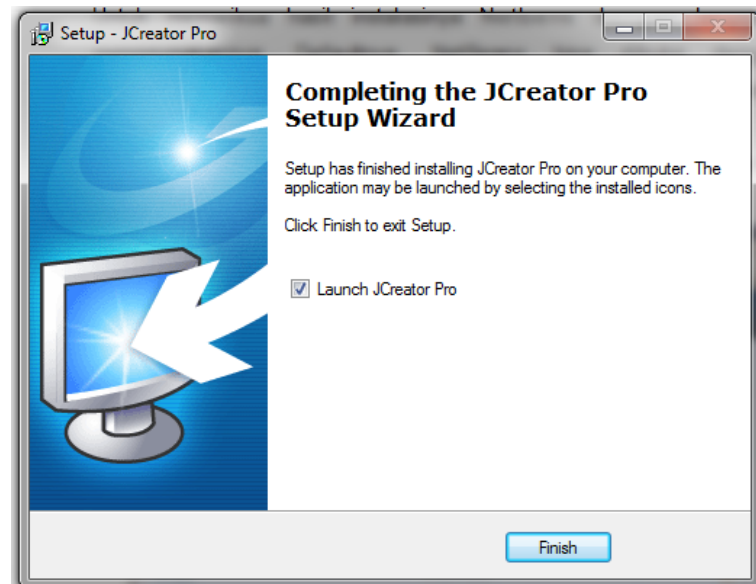 Setup - JCreator Pro
Completing the JCreator Pro
Setup Wizard
Setup has finished installing JCreator Pro on your computer. The
application may be launched by selecting the installed icons.
Click Finish to exit Setup.
Launch JCreator Pro
Finish